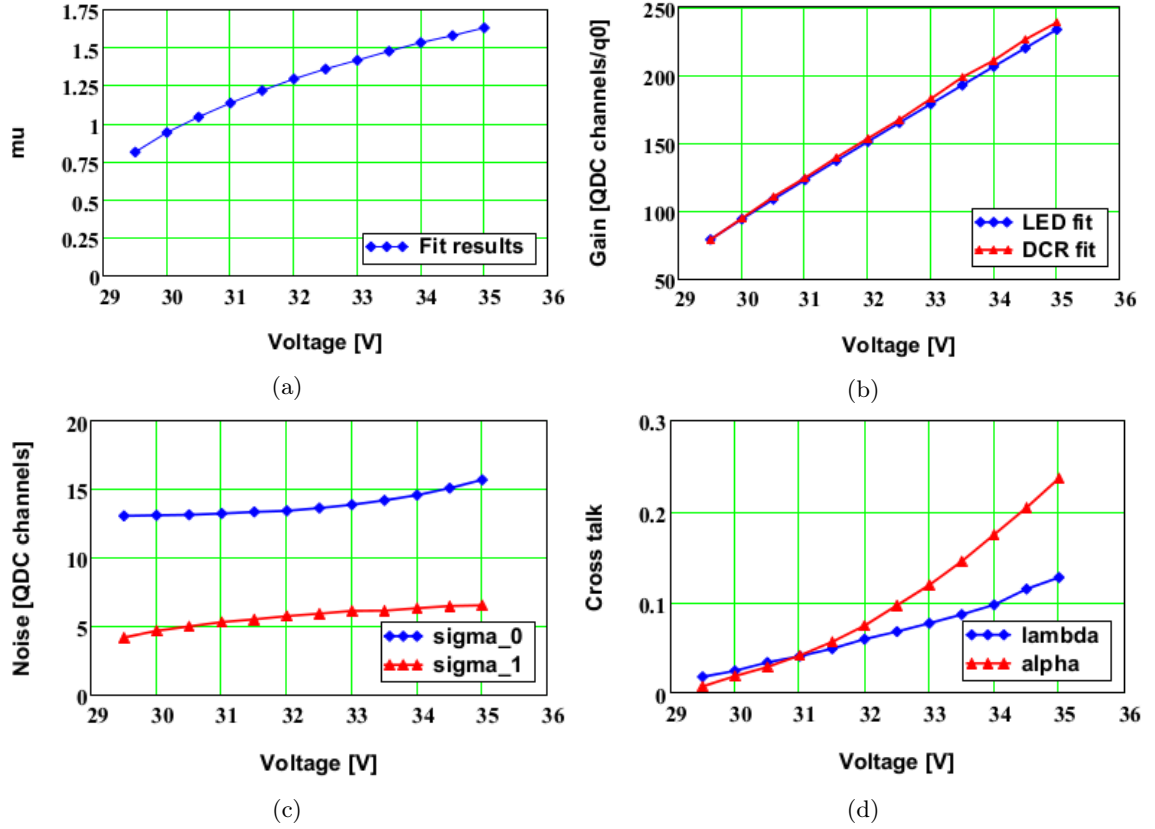 mu
1.75
1.5
1.25
1
0.75
0.5
0.25
0
29 30 31 32 33 34 35 36
Fit results
Voltage [V]
(a)
Gain [QDC channels/q0]
250
200
150
100
50
29 30 31 32 33 34 35 36
LED fit
DCR fit
Voltage [V]
(b)
Noise [QDC channels]
20
15
10
5
0
29 30 31 32 33 34 35 36
sigma_0
sigma_1
Voltage [V]
(c)
Cross talk
0.3
0.2
0.1
0
29 30 31 32 33 34 35 36
lambda
alpha
Voltage [V]
(d)